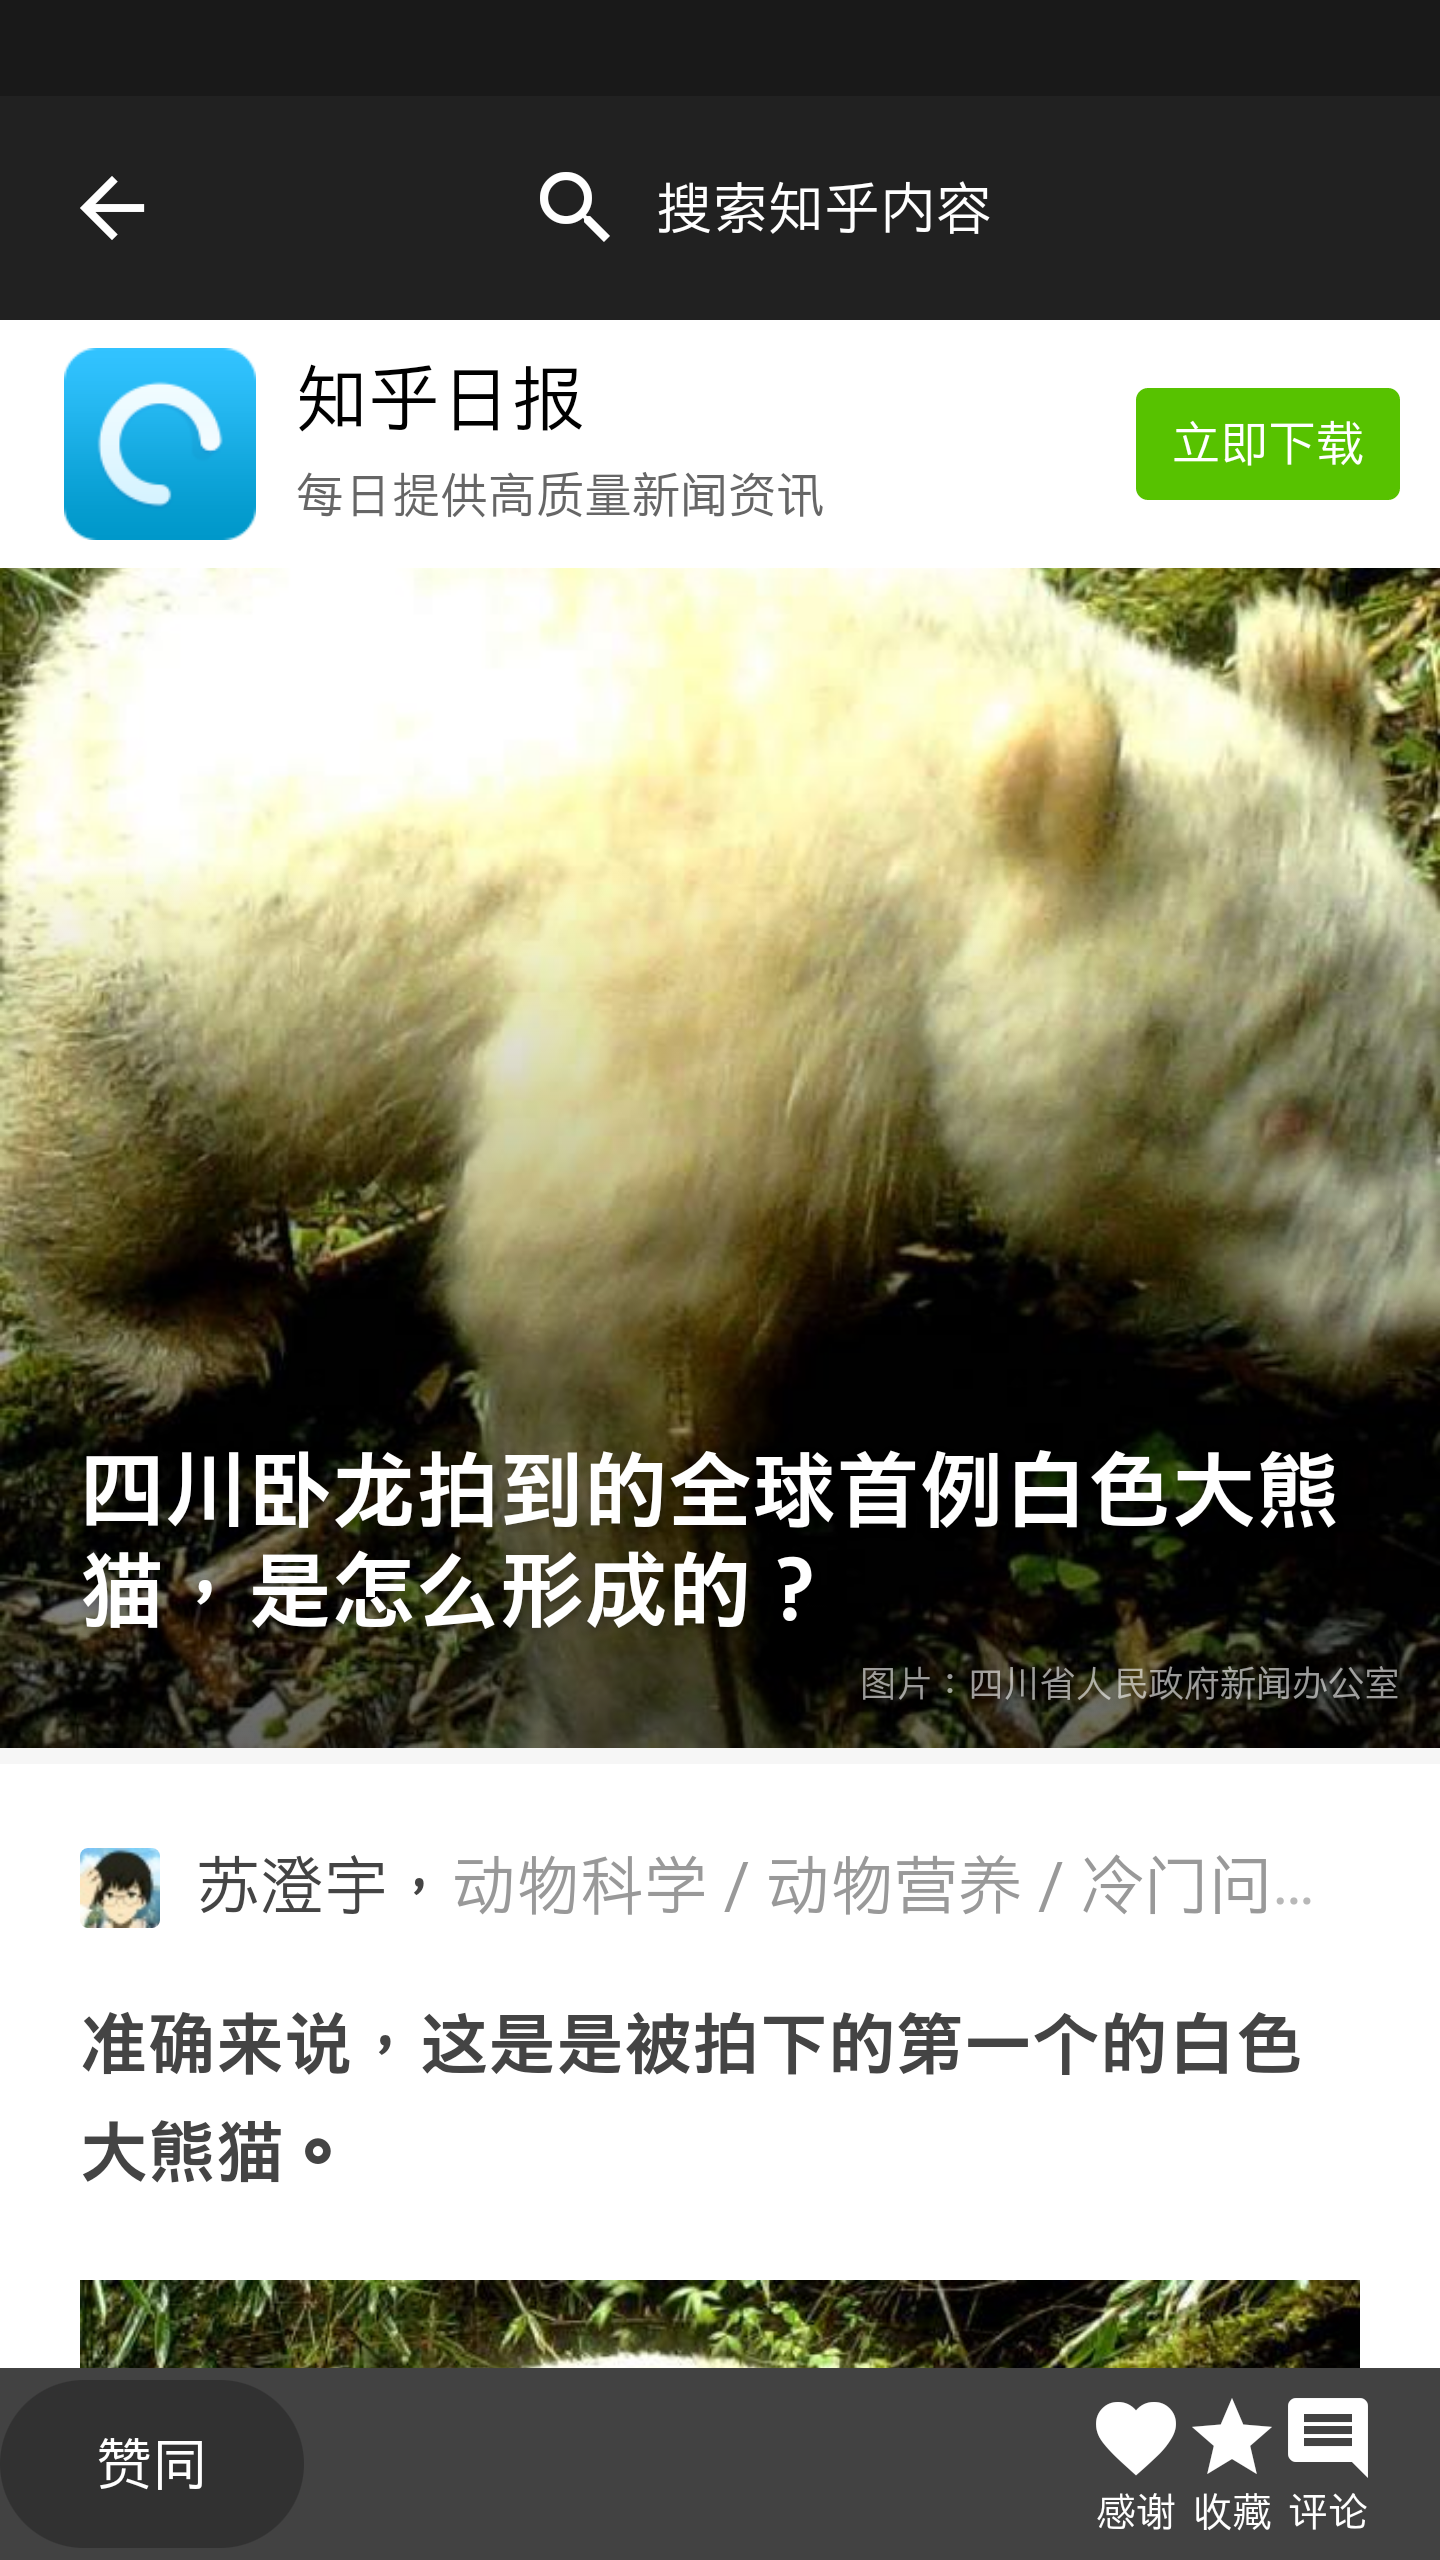 搜索知乎内容
知乎日报
每日提供高质量新闻资讯
立即下载
四川卧龙拍到的全球首例白色大熊
猫，是怎么形成的？
图片：四川省人民政府新闻办公室
苏澄宇，动物科学 / 动物营养 / 冷门问...
准确来说，这是是被拍下的第一个的白色
大熊猫。
赞同
感谢 收藏 评论